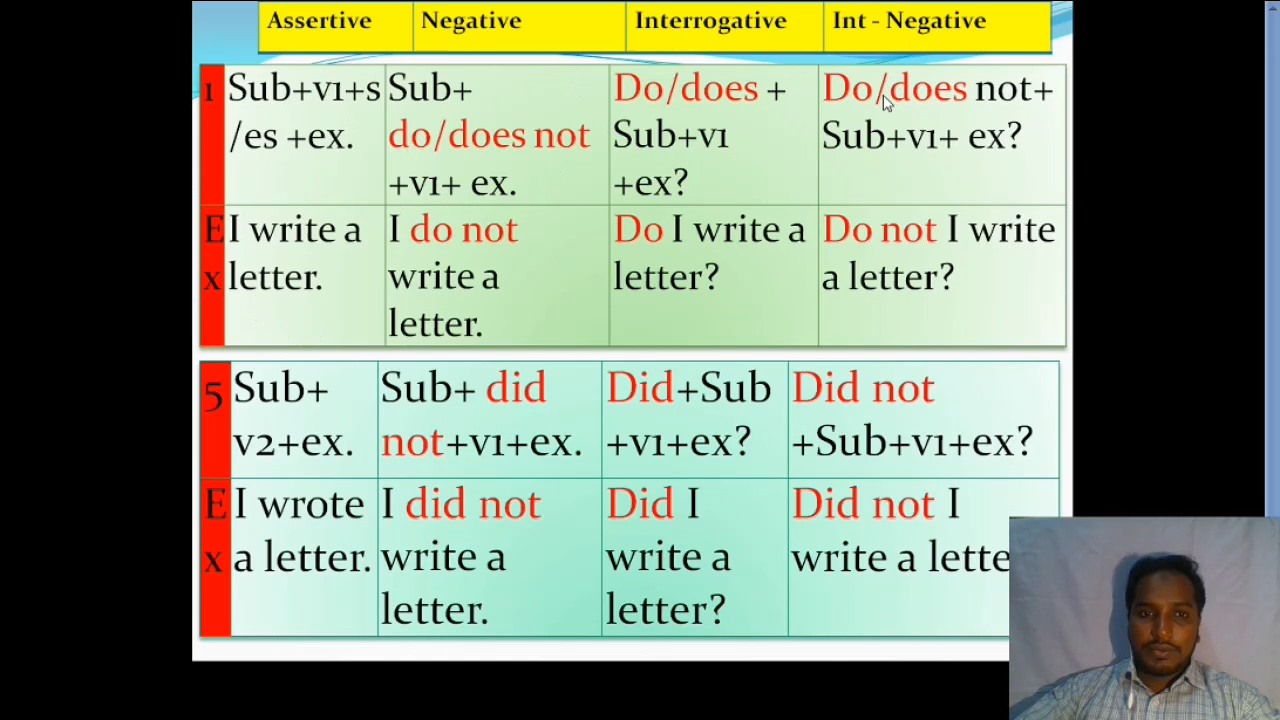 Assertive Negative Interrogative Int - Negative
1 Sub+v1+s Sub+ Do/does + Do/does not+
/es +ex. do/does not Sub+v1 Sub+v1+ ex?
+v1+ ex. +ex?
E I write a I do not Do I write a Do not I write
x letter. write a letter? a letter?
letter.
5 Sub+ Sub+ did Did+Sub Did not
v2+ex. not+v1+ex. +v1+ex? +Sub+v1+ex?
E I wrote I did not Did I Did not I
x a letter. write a write a write a lette
letter. letter?